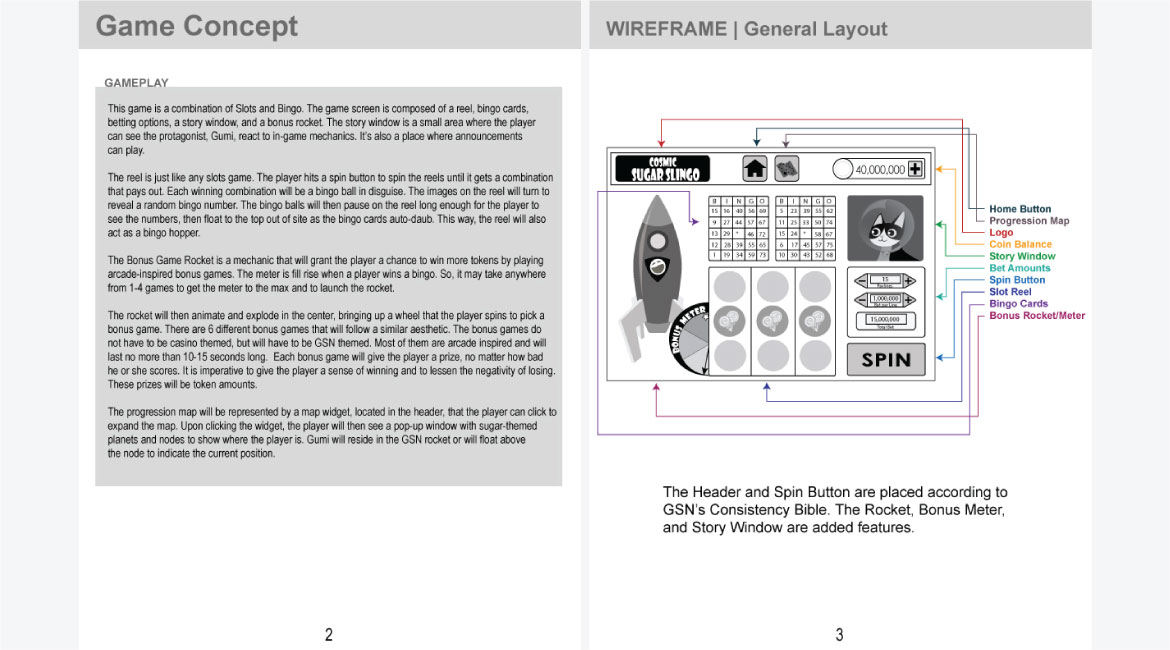 Game Concept
GAMEPLAY
This game is a combination of Slots and Bingo. The game screen is composed of a reel, bingo cards,
betting options, a story window, and a bonus rocket. The story window is a small area where the player
can see the protagonist, Gumi, react to in-game mechanics. It's also a place where announcements
can play.
The reel is just like any slots game. The player hits a spin button to spin the reels until it gets a combination
that pays out. Each winning combination will be a bingo ball in disguise. The images on the reel will turn to
reveal a random bingo number. The bingo balls will then pause on the reel long enough for the player to
see the numbers, then float to the top out of site as the bingo cards auto-daub. This way, the reel will also
act as a bingo hopper.
The Bonus Game Rocket is a mechanic that will grant the player a chance to win more tokens by playing
arcade-inspired bonus games. The meter is fill rise when a player wins a bingo. So, it may take anywhere
from 1-4 games to get the meter to the max and to launch the rocket.
The rocket will then animate and explode in the center, bringing up a wheel that the player spins to pick a
bonus game. There are 6 different bonus games that will follow a similar aesthetic. The bonus games do
not have to be casino themed, but will have to be GSN themed. Most of them are arcade inspired and will
last no more than 10-15 seconds long. Each bonus game will give the player a prize, no matter how bad
he or she scores. It is imperative to give the player a sense of winning and to lessen the negativity of losing.
These prizes will be token amounts.
The progression map will be represented by a map widget, located in the header, that the player can click to
expand the map. Upon clicking the widget, the player will then see a pop-up window with sugar-themed
planets and nodes to show where the player is. Gumi will reside in the GSN rocket or will float above
the node to indicate the current position.
2
WIREFRAME | General Layout
COSMIC
SUGAR SLINGO
40,000,000 +
B I N G O
15 16 40 56 69
9 27 44 57 67
13 29 * 46 72
12 28 39 55 65
1 19 34 59 73
B I N G O
5 23 39 55 62
11 25 33 50 74
15 24 * 58 67
6 17 45 57 75
10 30 43 52 68
15
1,000,000
Bet per Line
15,000,000
Total Bet
BONUS METER
SPIN
Home Button
Progression Map
Logo
Coin Balance
Story Window
Bet Amounts
Spin Button
Slot Reel
Bingo Cards
Bonus Rocket/Meter
The Header and Spin Button are placed according to
GSN's Consistency Bible. The Rocket, Bonus Meter,
and Story Window are added features.
3